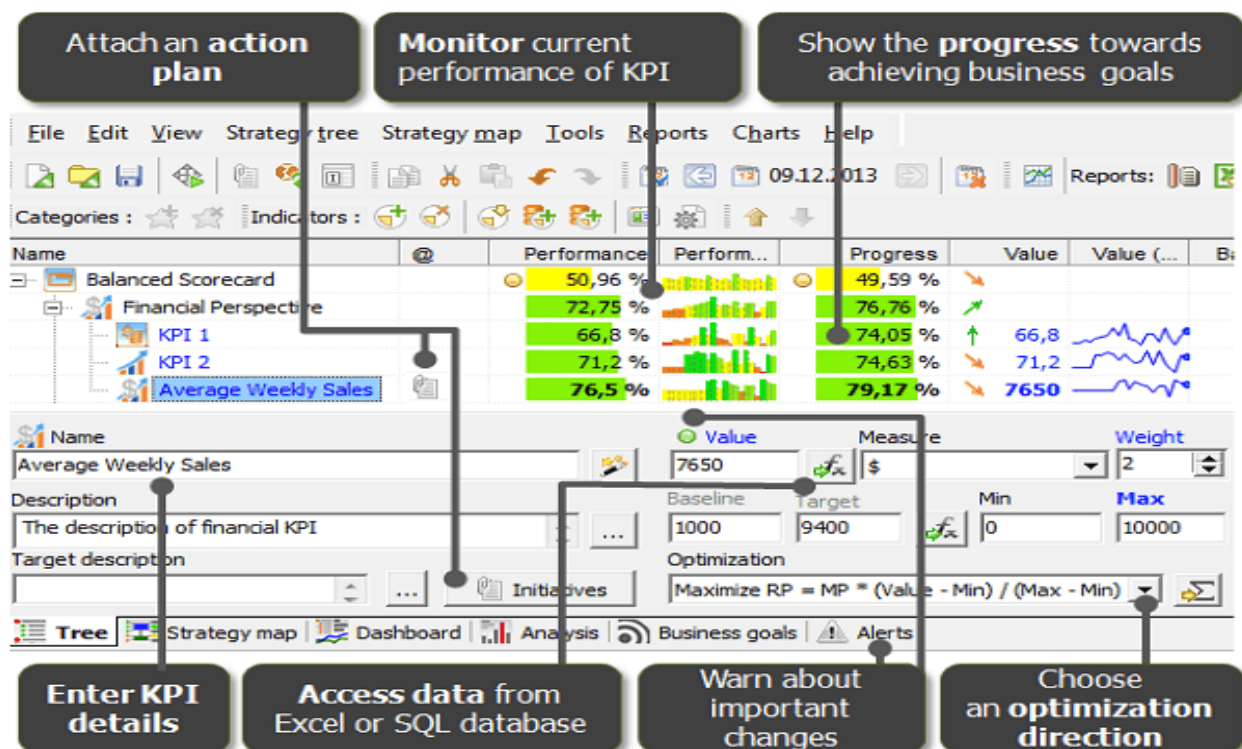 Attach an action
plan
Monitor current
performance of KPI
Show the progress towards
achieving business goals
File Edit View Strategy tree Strategy map Tools Reports Charts Help
09.12.2013 Reports:
Categories : Indicators :
Name @ Performance Perform... Progress Value Value (...
Balanced Scorecard 50,96 % 49,59 %
Financial Perspective 72,75 % 76,76 %
KPI 1 66,8 % 74,05 % 66,8
KPI 2 71,2 % 74,63 % 71,2
Average Weekly Sales 76,5 % 79,17 % 7650
Name Value Measure Weight
Average Weekly Sales 7650 $ 2
Description Baseline Target Min Max
The description of financial KPI ... 1000 9400 0 10000
Target description Optimization
... Initiatives Maximize RP = MP * (Value - Min) / (Max - Min)
Tree Strategy map Dashboard Analysis Business goals Alerts
Enter KPI
details
Access data from
Excel or SQL database
Warn about
important
changes
Choose
an optimization
direction